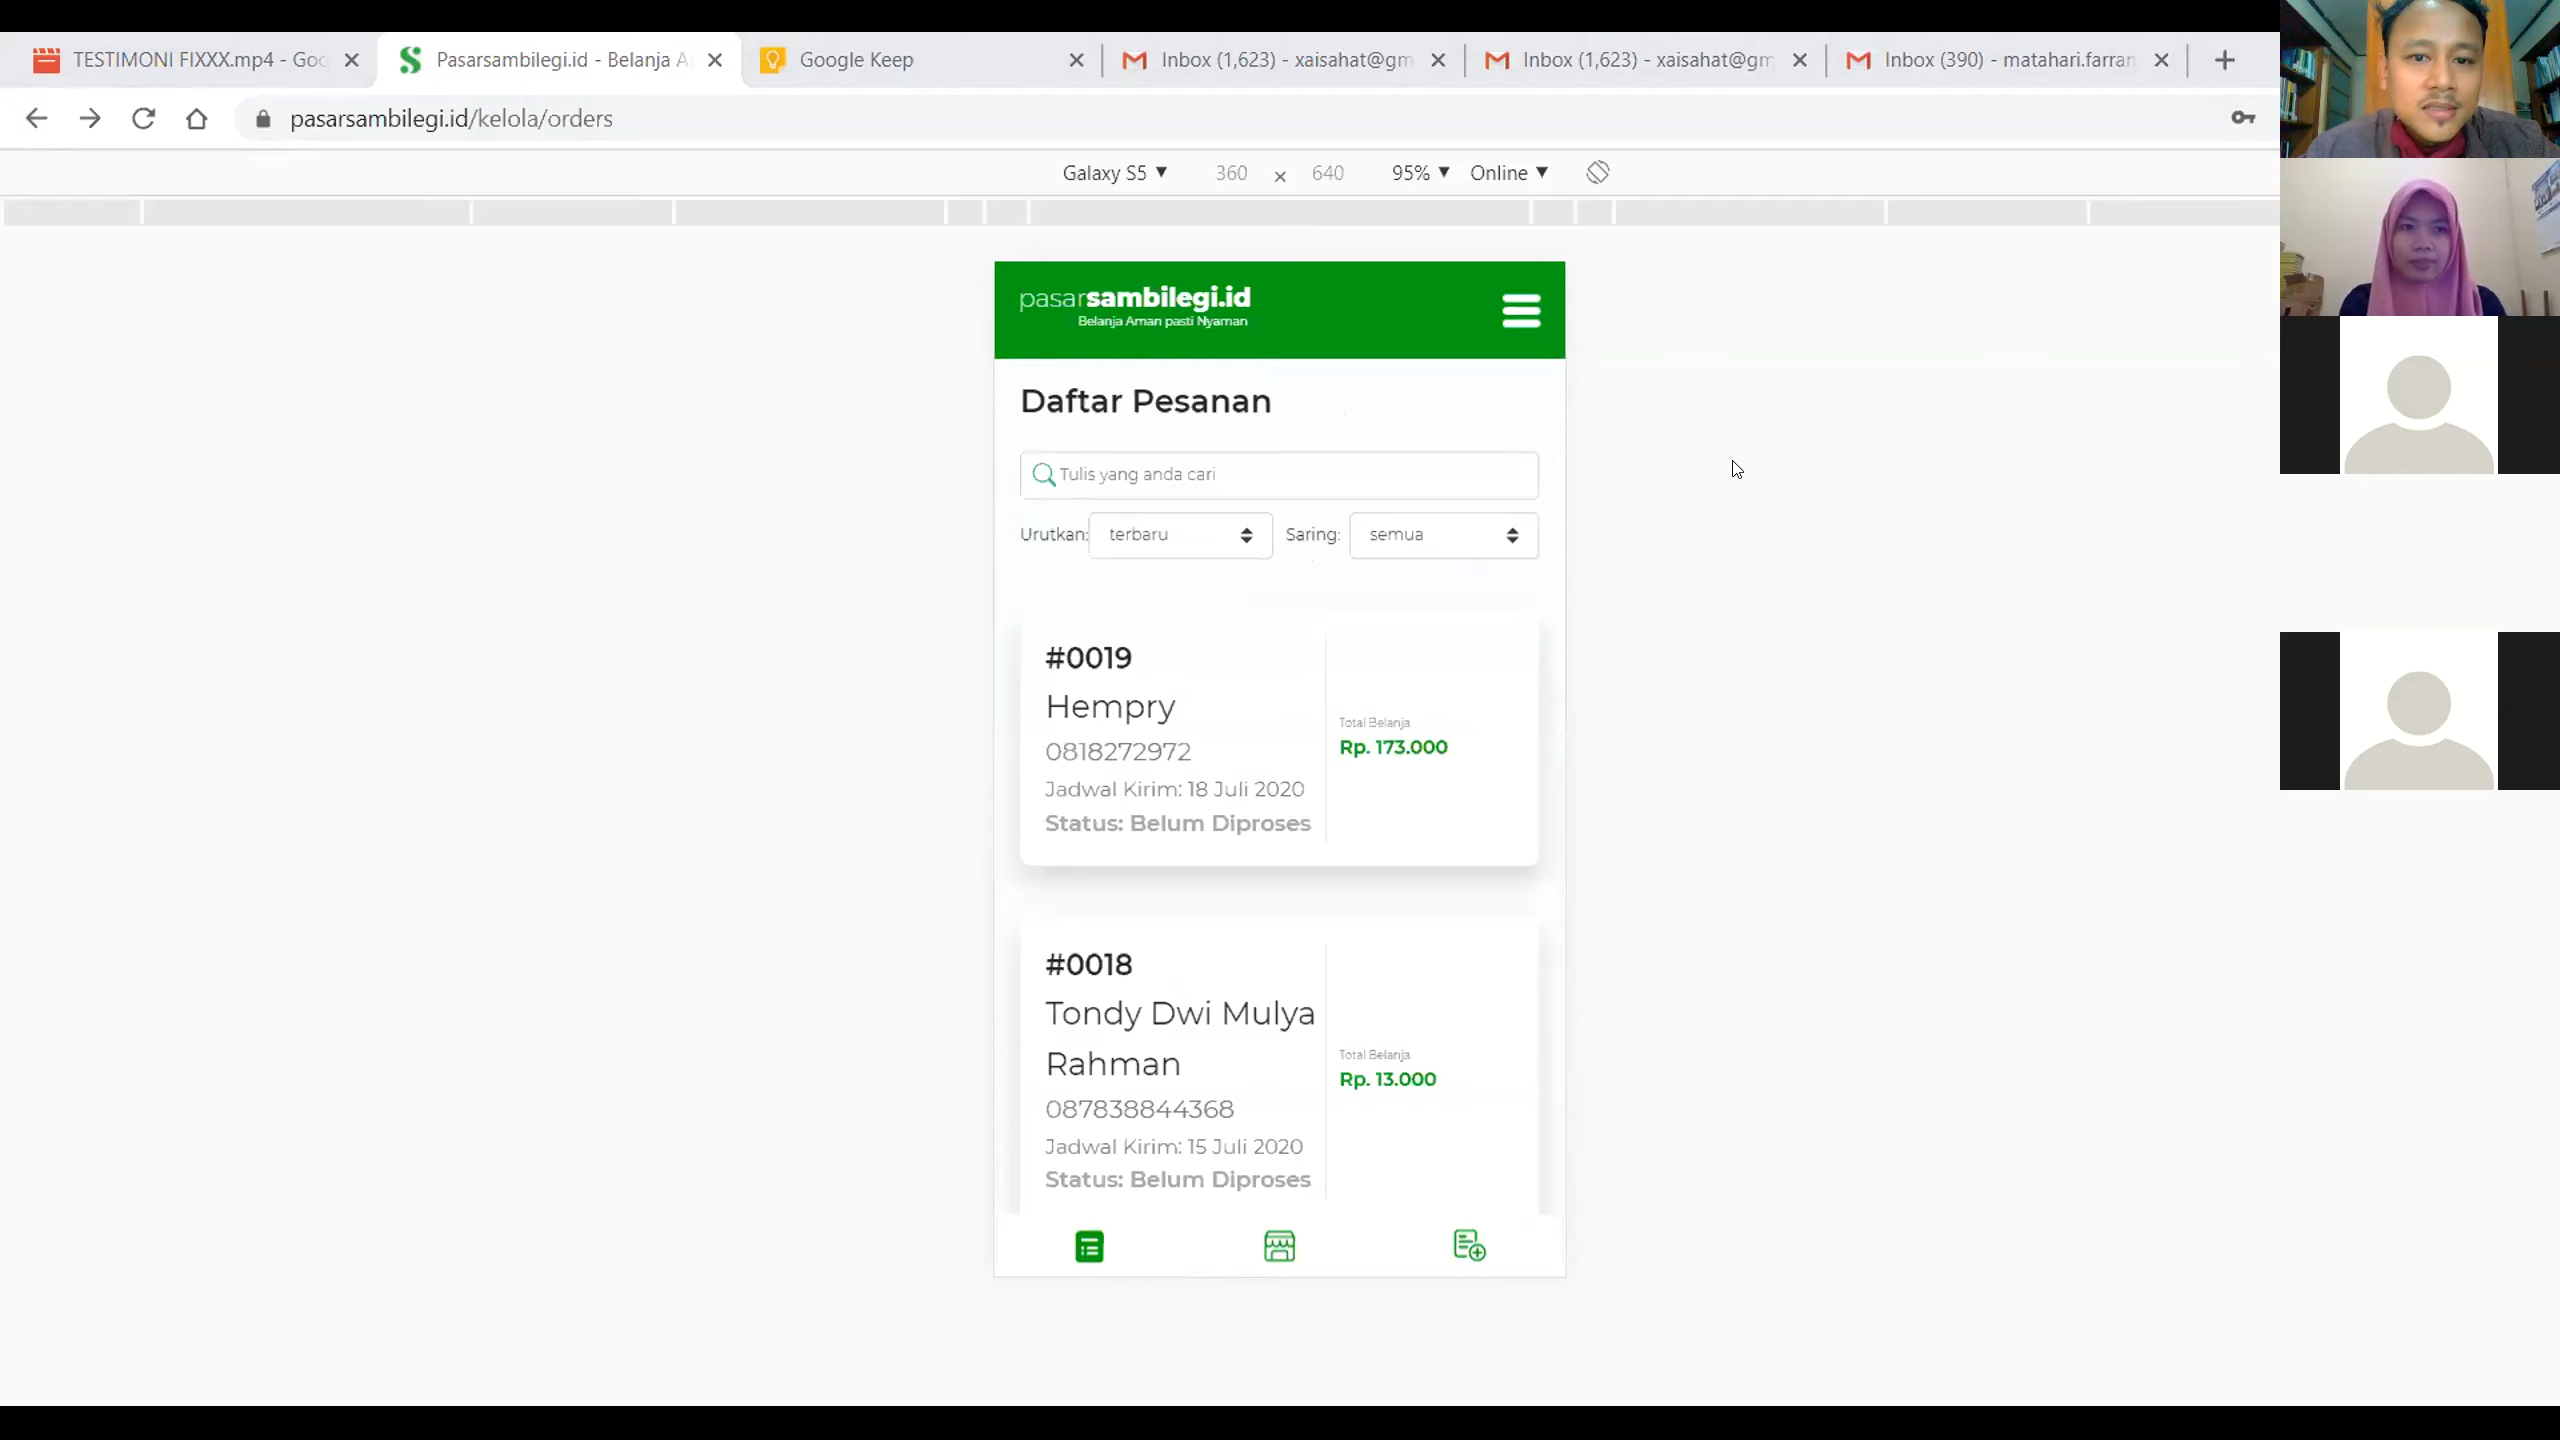 TESTIMONI FIXXX.mp4 - Goo
Pasarsambilegi.id - Belanja A
Google Keep
Inbox (1,623) - xaisahat@gm
Inbox (1,623) - xaisahat@gm
Inbox (390) - matahari.farran
pasarsambilegi.id/kelola/orders
Galaxy S5 360 × 640 95% Online
pasarsambilegi.id
Belanja Aman pasti Nyaman
Daftar Pesanan
Tulis yang anda cari
Urutkan: terbaru Saring: semua
#0019
Hempry
0818272972
Jadwal Kirim: 18 Juli 2020
Status: Belum Diproses
Total Belanja
Rp. 173.000
#0018
Tondy Dwi Mulya
Rahman
087838844368
Jadwal Kirim: 15 Juli 2020
Status: Belum Diproses
Total Belanja
Rp. 13.000